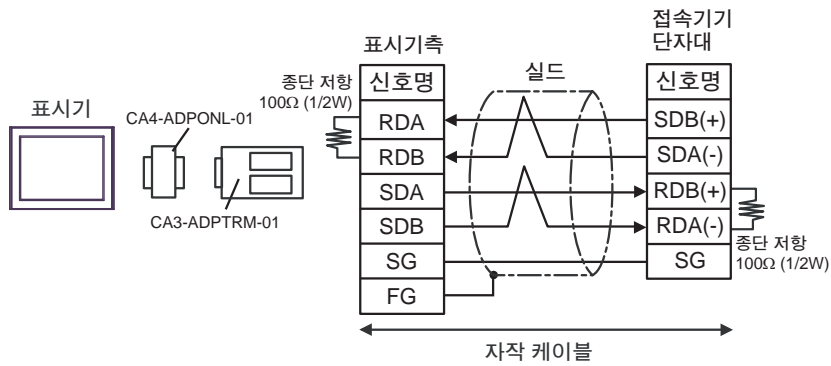 접속기기
단자대
표시기측
실드
신호명
신호명
종단 저항
100Ω (1/2W)
표시기
CA4-ADPONL-01
CA3-ADPTRM-01
RDA
SDB(+)
RDB
SDA(-)
SDA
RDB(+)
SDB
RDA(-)
SG
SG
FG
종단 저항
100Ω (1/2W)
자작 케이블